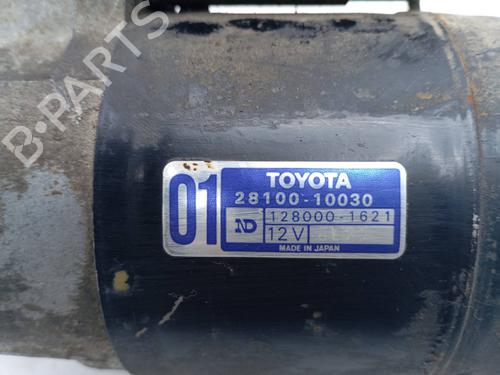 B-PARTS
01
TOYOTA
28100-10030
ND 128000-1621
12V
MADE IN JAPAN